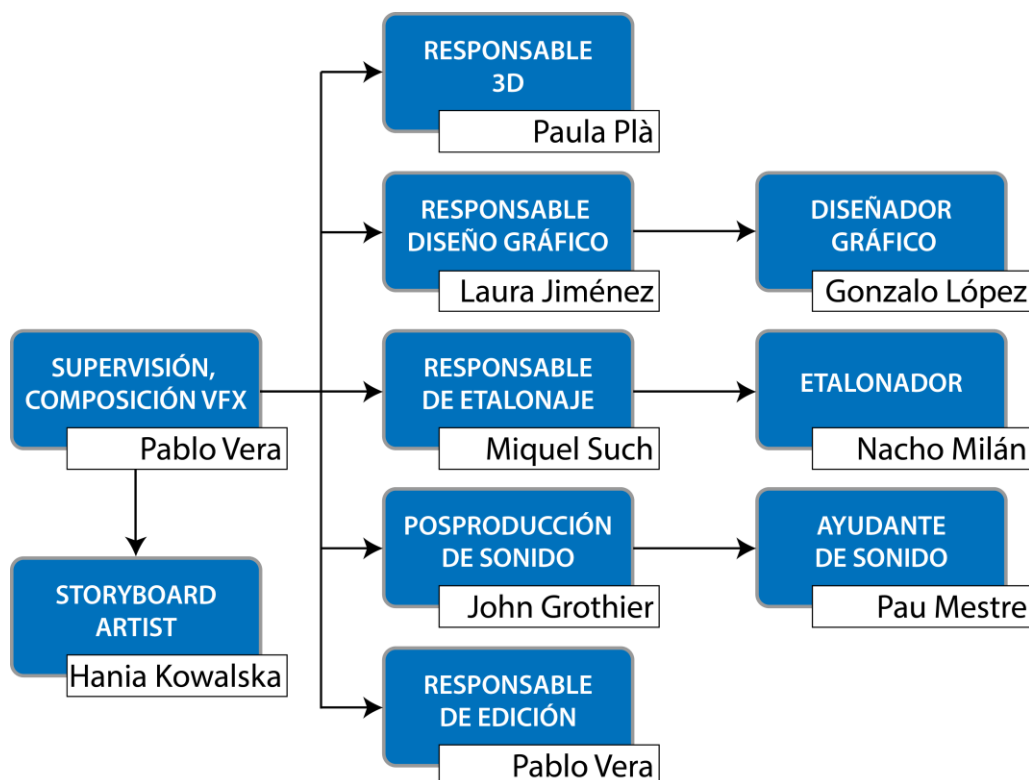 RESPONSABLE
3D
Paula Plà
RESPONSABLE
DISEÑO GRÁFICO
Laura Jiménez
DISEÑADOR
GRÁFICO
Gonzalo López
SUPERVISIÓN,
COMPOSICIÓN VFX
Pablo Vera
RESPONSABLE
DE ETALONAJE
Miquel Such
ETALONADOR
Nacho Milán
STORYBOARD
ARTIST
Hania Kowalska
POSPRODUCCIÓN
DE SONIDO
John Grothier
AYUDANTE
DE SONIDO
Pau Mestre
RESPONSABLE
DE EDICIÓN
Pablo Vera